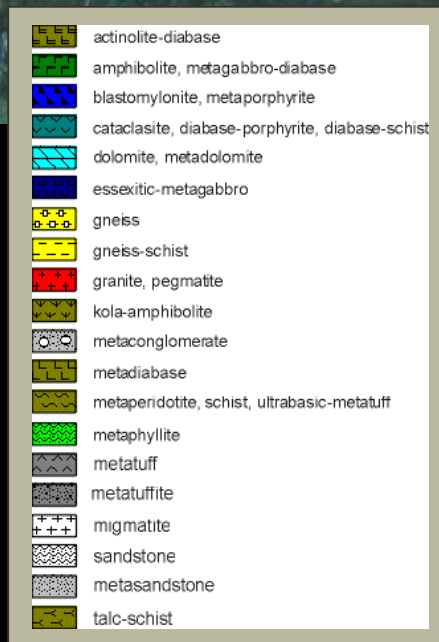 actinolite-diabase
amphibolite, metagabbro-diabase
blastomylonite, metaporphyrite
cataclasite, diabase-porphyrite, diabase-schist
dolomite, metadolomite
essexitic-metagabbro
gneiss
gneiss-schist
granite, pegmatite
kola-amphibolite
metaconglomerate
metadiabase
metaperidotite, schist, ultrabasic-metatuff
metaphyllite
metatuff
metatuffite
migmatite
sandstone
metasandstone
talc-schist